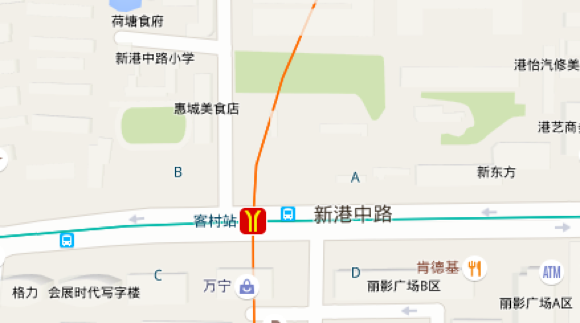 荷塘食府
新港中路小学
港怡汽修美
惠城美食店
港艺商
B
A
新东方
客村站
新港中路
C
D
肯德基
ATM
格力
会展时代写字楼
万宁
丽影广场B区
丽影广场A区